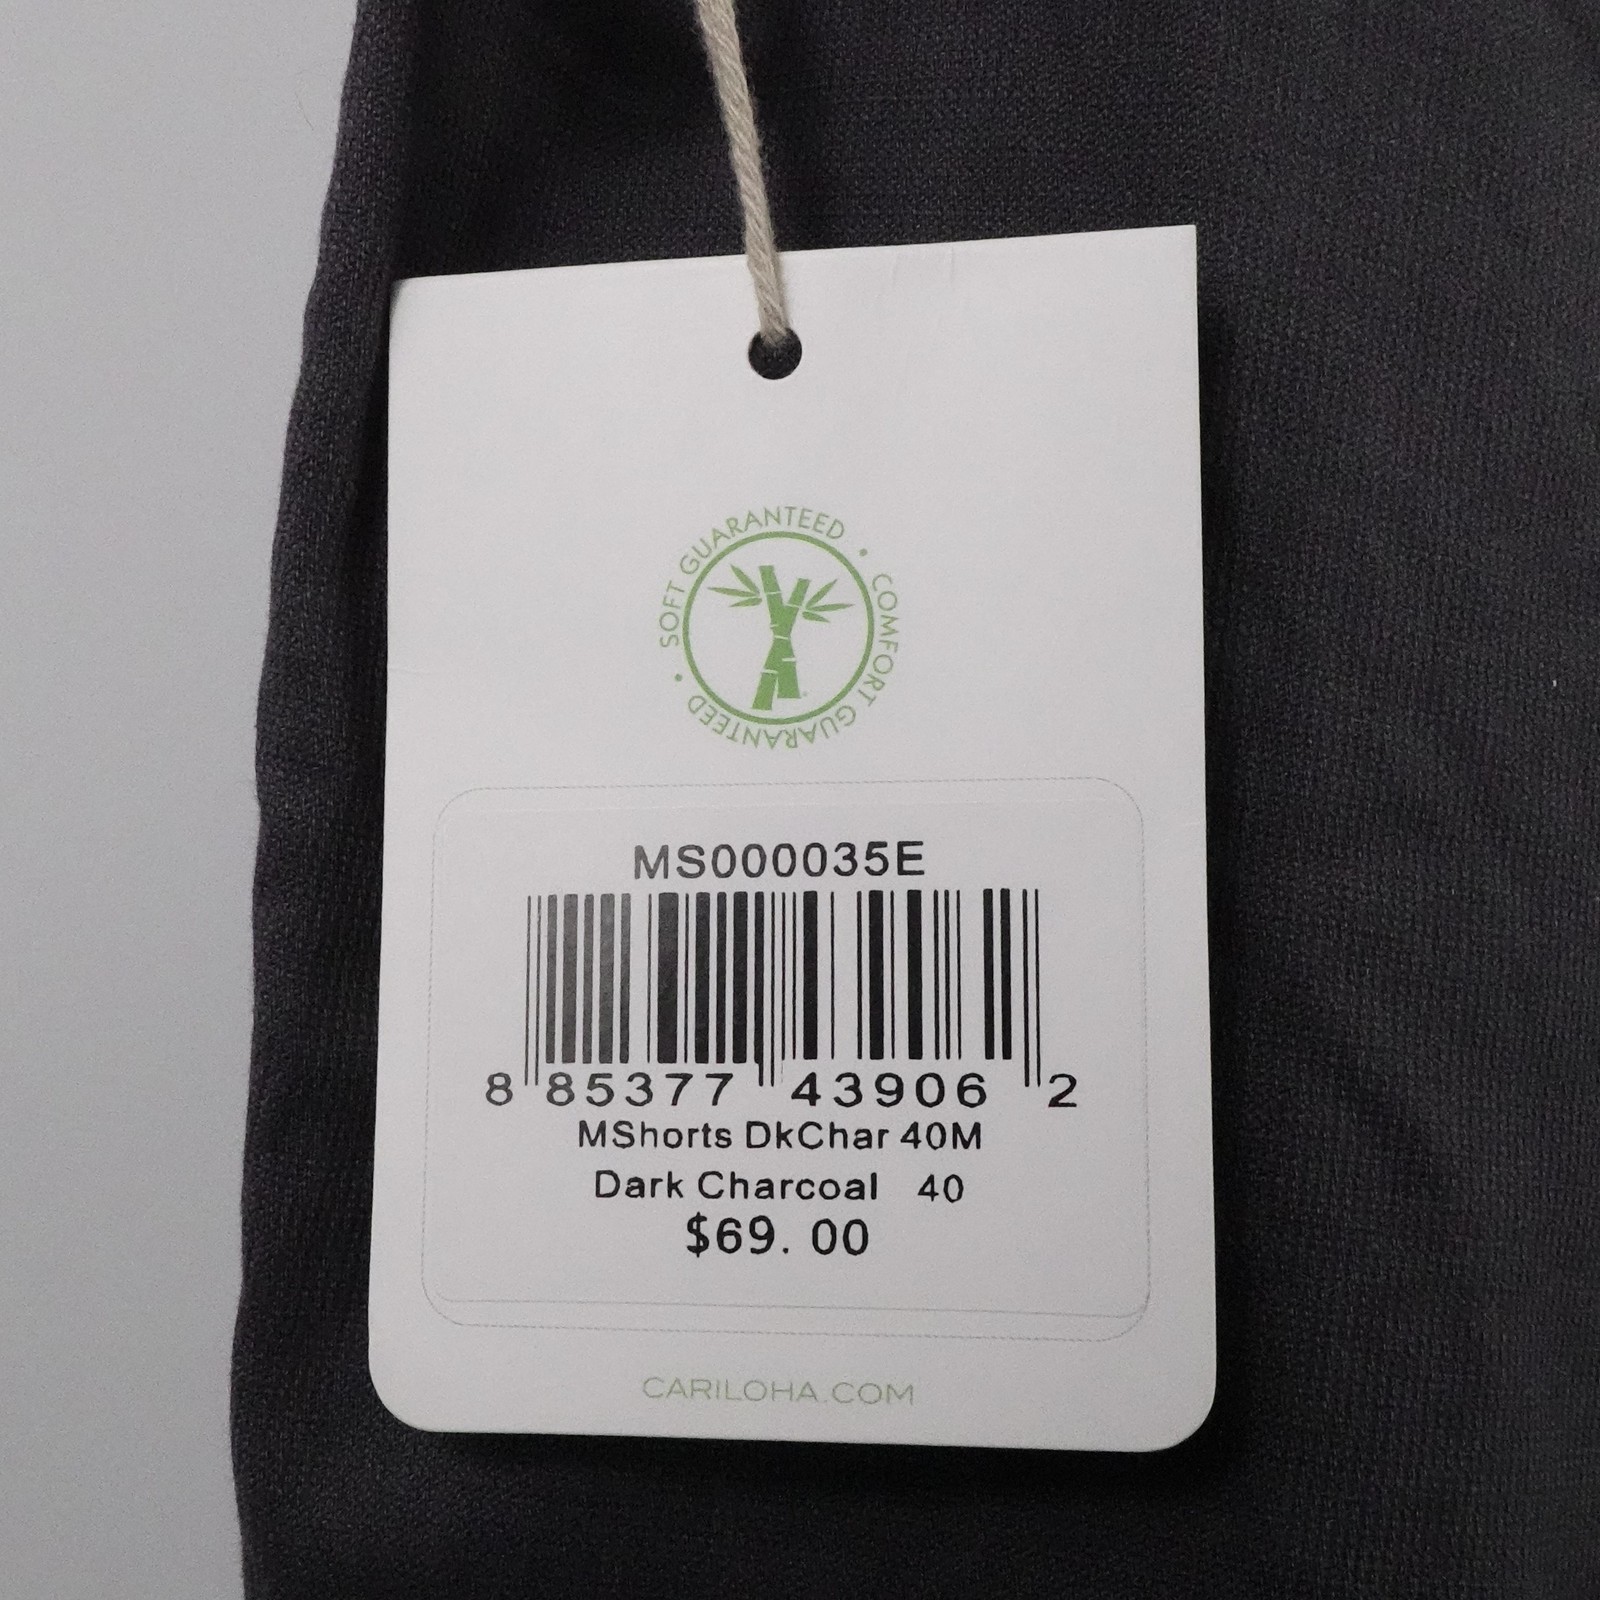 SOFT GUARANTEED • COMFORT GUARANTEED •
MS000035E
8 85377 43906 2
MShorts DkChar 40M
Dark Charcoal 40
$69. 00
CARILOHA.COM